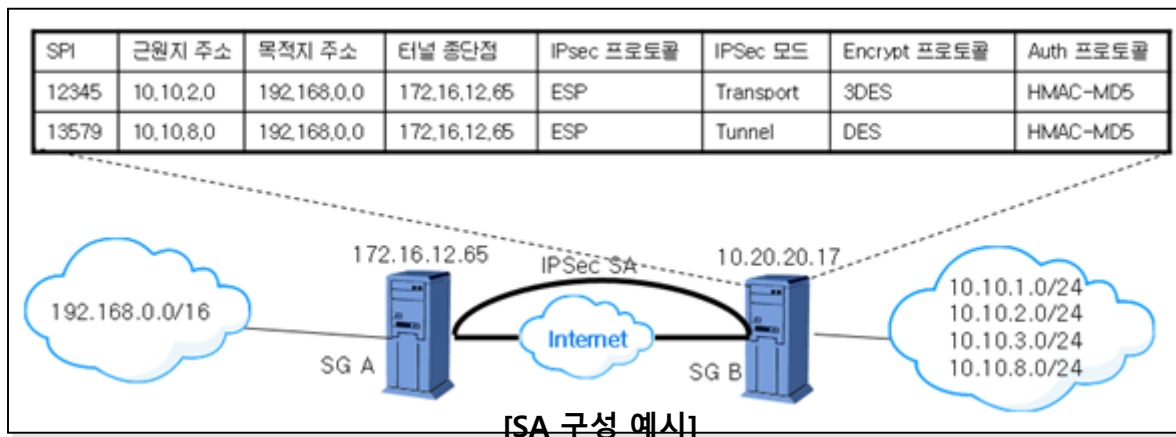 SPI 근원지 주소 목적지 주소 터널 종단점 IPsec 프로토콜 IPSec 모드 Encrypt 프로토콜 Auth 프로토콜
12345 10,10,2,0 192,168,0,0 172,16,12,65 ESP Transport 3DES HMAC-MD5
13579 10,10,8,0 192,168,0,0 172,16,12,65 ESP Tunnel DES HMAC-MD5
172.16.12.65
IPSec SA
10.20.20.17
192.168.0.0/16
Internet
10.10.1.0/24
10.10.2.0/24
10.10.3.0/24
10.10.8.0/24
SG A
SG B
[SA 구성 예시]